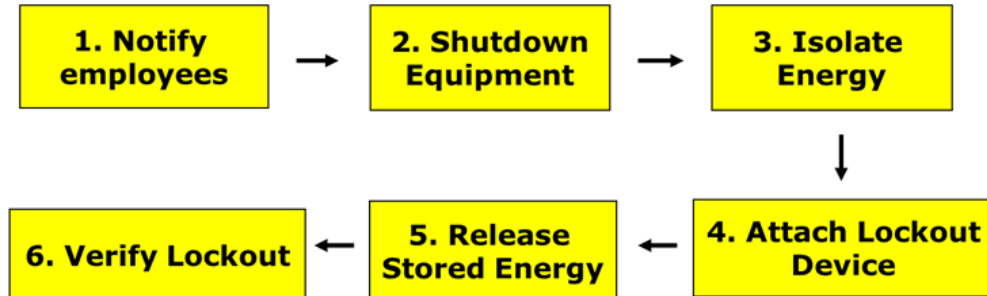 1. Notify
employees
2. Shutdown
Equipment
3. Isolate
Energy
4. Attach Lockout
Device
5. Release
Stored Energy
6. Verify Lockout